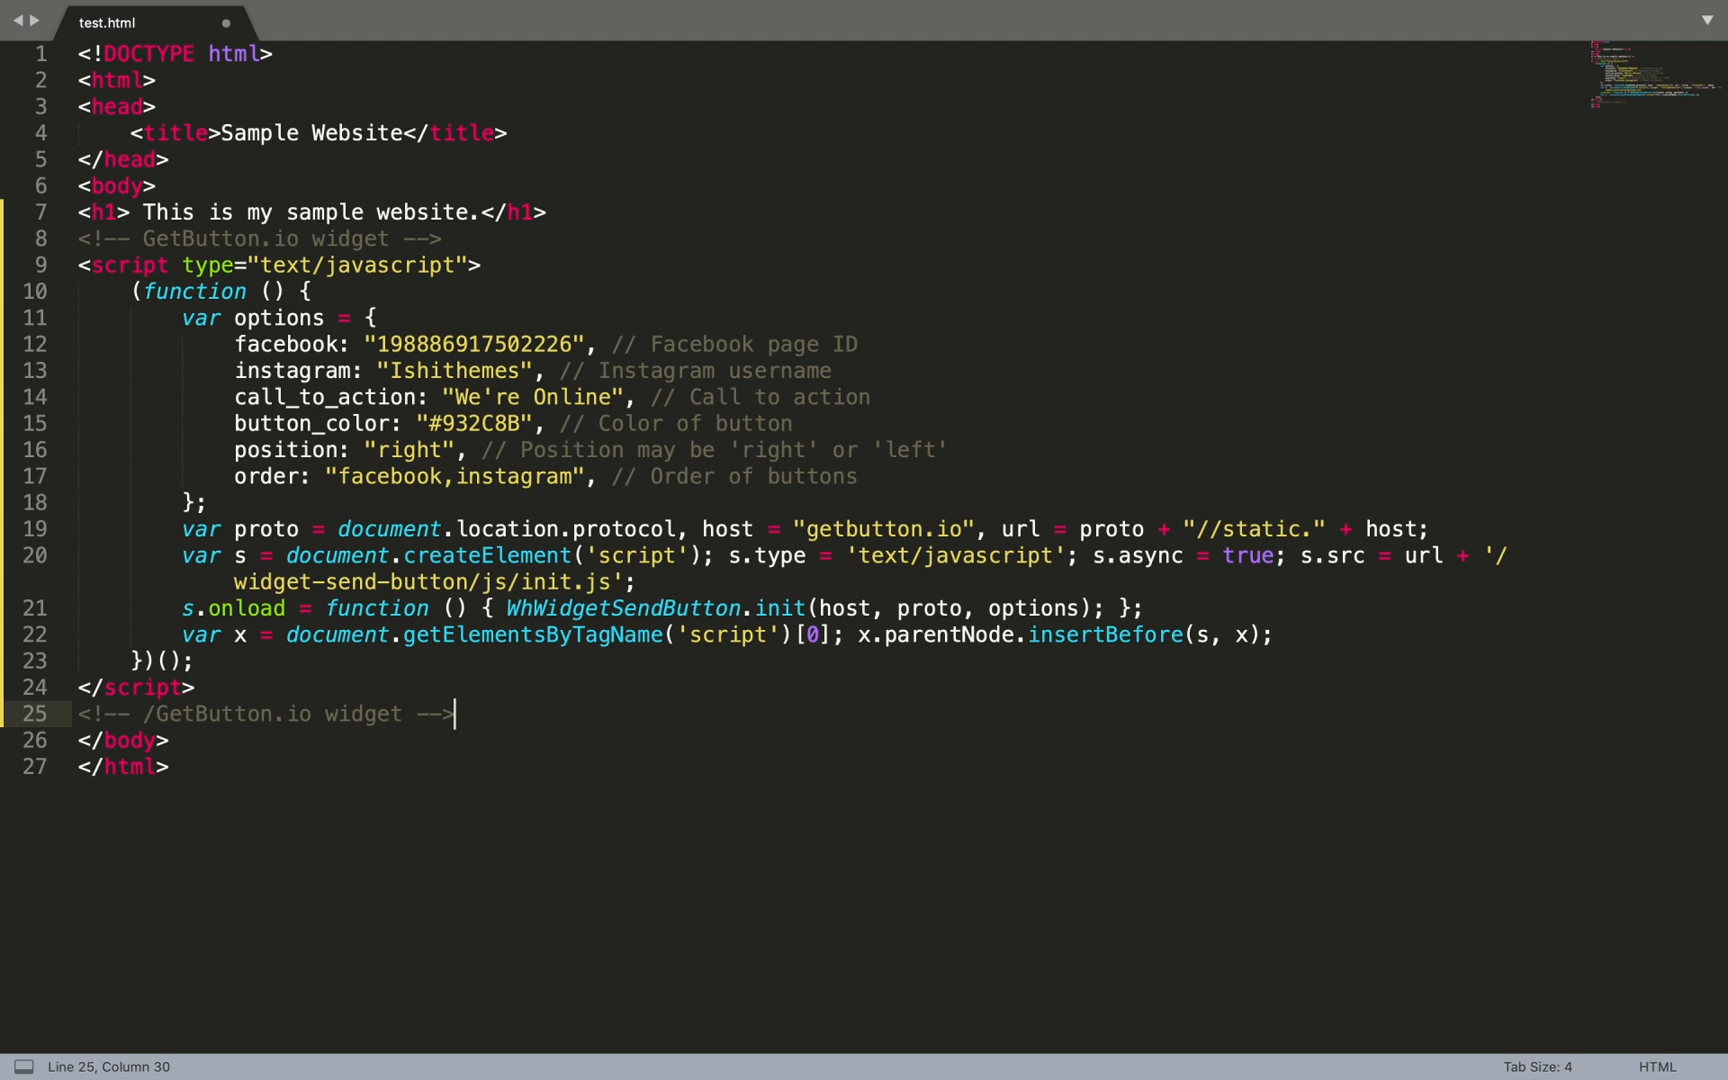 test.html
1 <!DOCTYPE html>
2 <html>
3 <head>
4     <title>Sample Website</title>
5 </head>
6 <body>
7 <h1> This is my sample website.</h1>
8 <!-- GetButton.io widget -->
9 <script type="text/javascript">
10     (function () {
11         var options = {
12             facebook: "198886917502226", // Facebook page ID
13             instagram: "Ishithemes", // Instagram username
14             call_to_action: "We're Online", // Call to action
15             button_color: "#932C8B", // Color of button
16             position: "right", // Position may be 'right' or 'left'
17             order: "facebook,instagram", // Order of buttons
18         };
19         var proto = document.location.protocol, host = "getbutton.io", url = proto + "//static." + host;
20         var s = document.createElement('script'); s.type = 'text/javascript'; s.async = true; s.src = url + '/
widget-send-button/js/init.js';
21         s.onload = function () { WhWidgetSendButton.init(host, proto, options); };
22         var x = document.getElementsByTagName('script')[0]; x.parentNode.insertBefore(s, x);
23     })();
24 </script>
25 <!-- /GetButton.io widget -->
26 </body>
27 </html>
Line 25, Column 30
Tab Size: 4
HTML